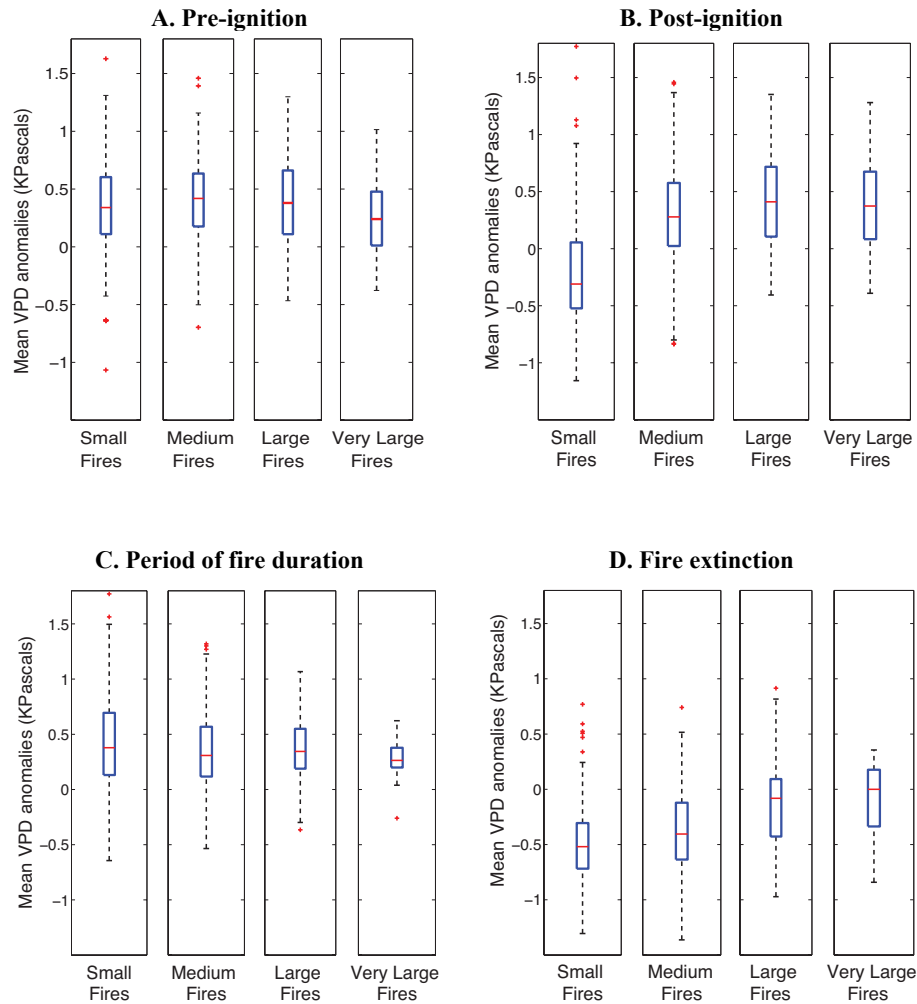 A. Pre-ignition
Mean VPD anomalies (KPascals)
1.5
1
0.5
0
−0.5
−1
Small
Fires
Medium
Fires
Large
Fires
Very Large
Fires
B. Post-ignition
Mean VPD anomalies (KPascals)
1.5
1
0.5
0
−0.5
−1
Small
Fires
Medium
Fires
Large
Fires
Very Large
Fires
C. Period of fire duration
Mean VPD anomalies (KPascals)
1.5
1
0.5
0
−0.5
−1
Small
Fires
Medium
Fires
Large
Fires
Very Large
Fires
D. Fire extinction
Mean VPD anomalies (KPascals)
1.5
1
0.5
0
−0.5
−1
Small
Fires
Medium
Fires
Large
Fires
Very Large
Fires